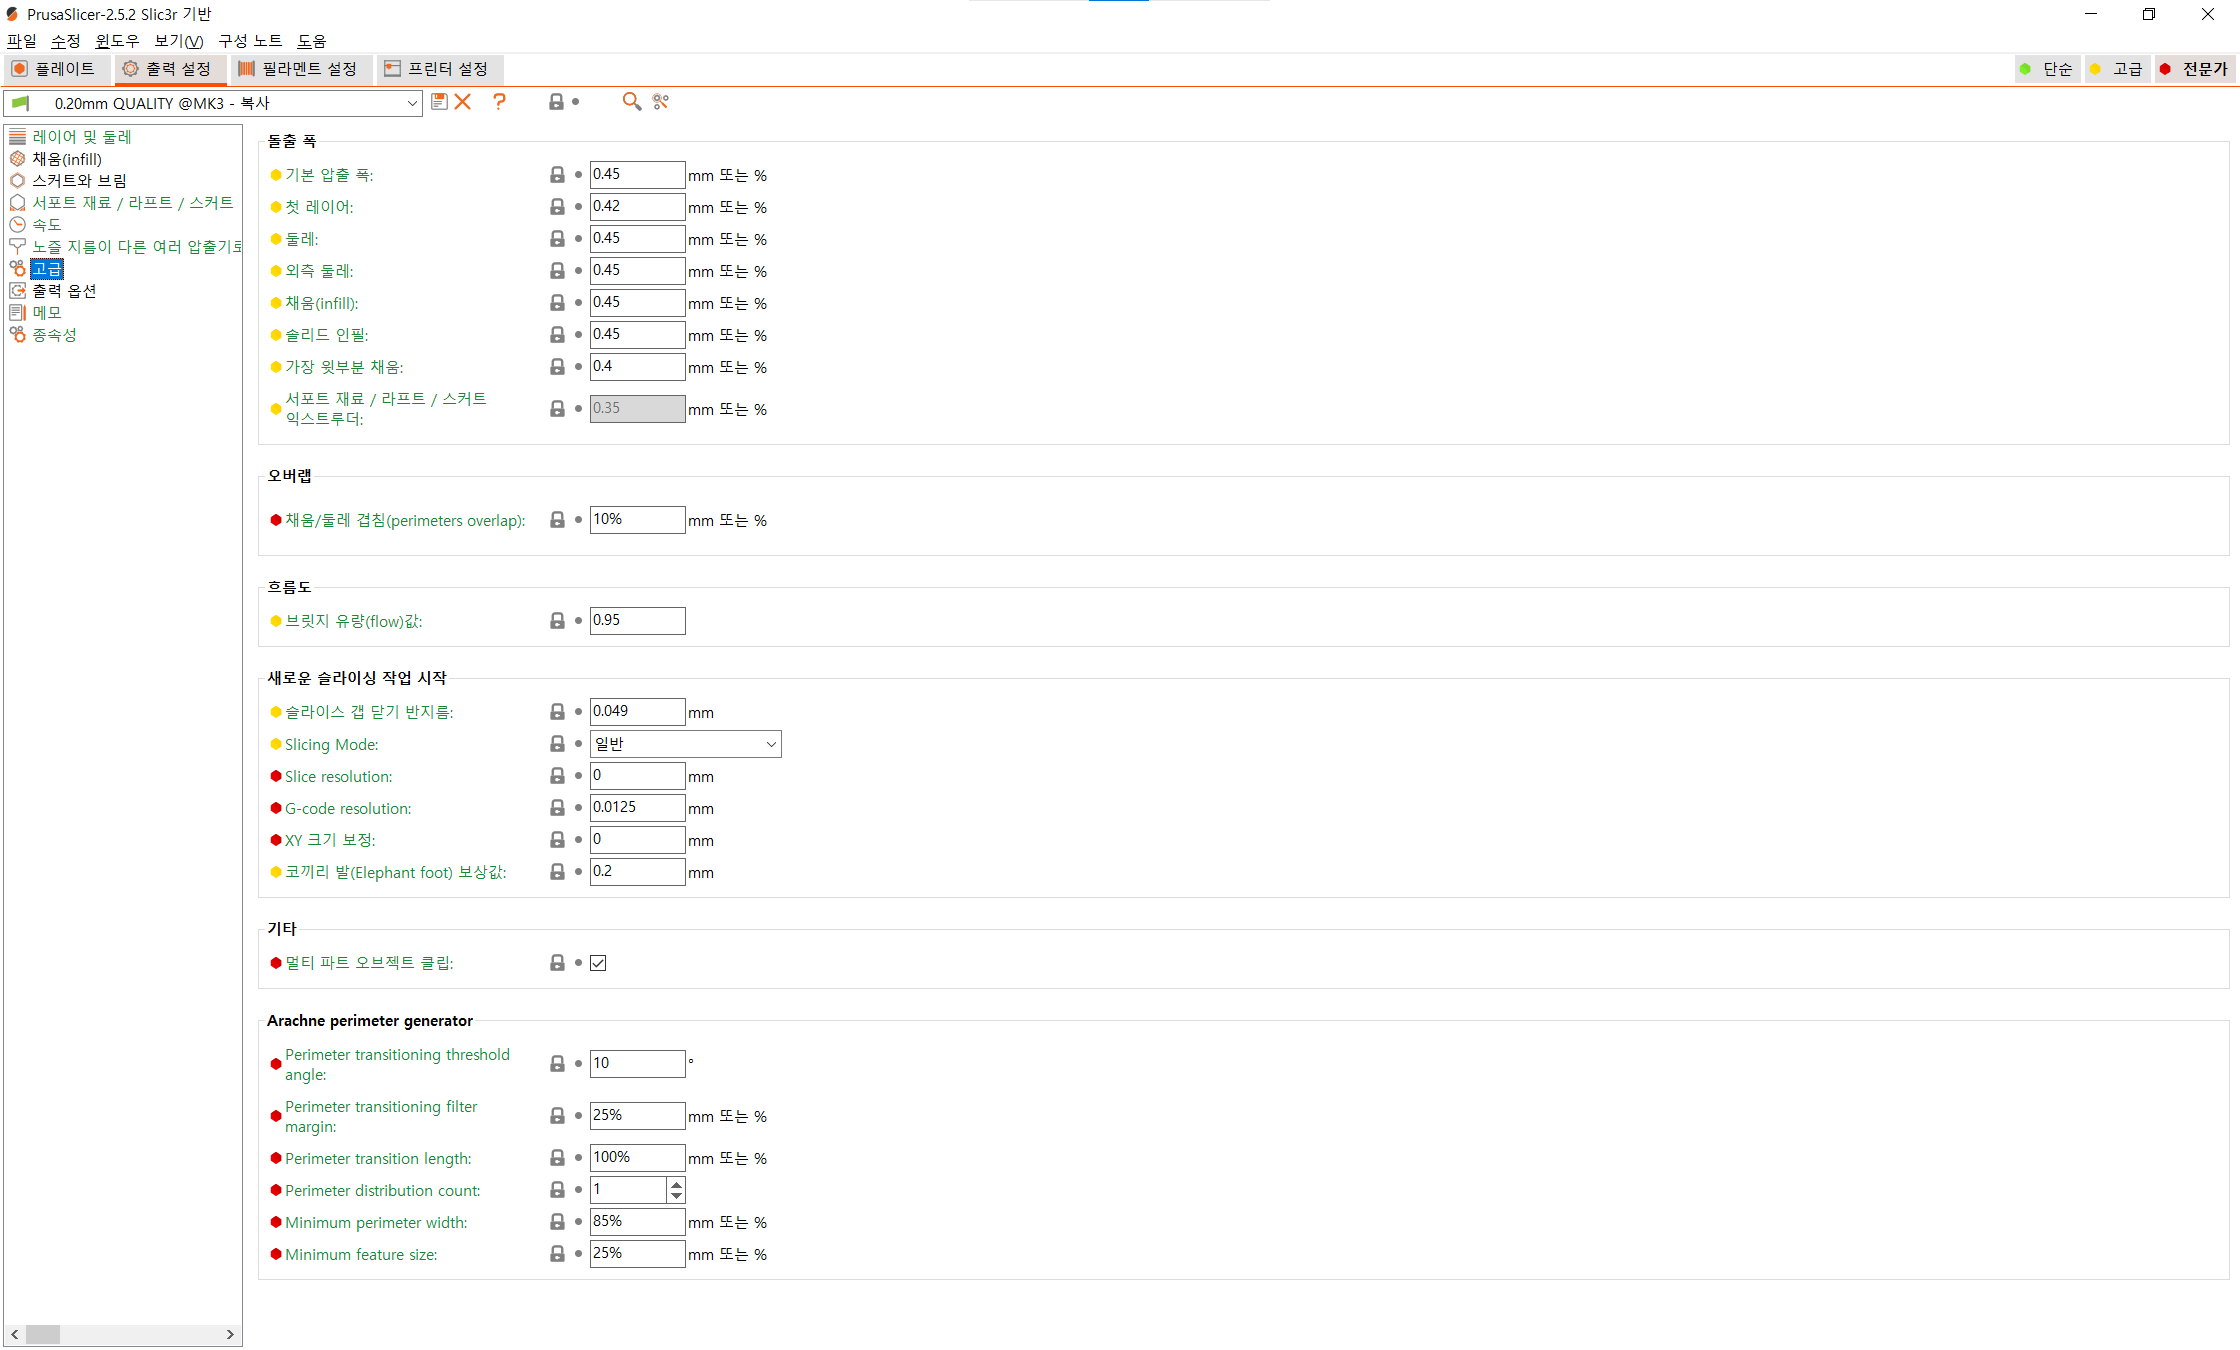 PrusaSlicer-2.5.2 Slic3r 기반
파일 수정 윈도우 보기(V) 구성 노트 도움
플레이트 출력 설정 필라멘트 설정 프린터 설정 단순 고급 전문가
0.20mm QUALITY @MK3 - 복사
레이어 및 둘레
채움(infill)
스커트와 브림
서포트 재료 / 라프트 / 스커트
속도
노즐 지름이 다른 여러 압출기로
고급
출력 옵션
메모
종속성
돌출 폭
기본 압출 폭: 0.45 mm 또는 %
첫 레이어: 0.42 mm 또는 %
둘레: 0.45 mm 또는 %
외측 둘레: 0.45 mm 또는 %
채움(infill): 0.45 mm 또는 %
솔리드 인필: 0.45 mm 또는 %
가장 윗부분 채움: 0.4 mm 또는 %
서포트 재료 / 라프트 / 스커트
익스트루더: 0.35 mm 또는 %
오버랩
채움/둘레 겹침(perimeters overlap): 10% mm 또는 %
흐름도
브릿지 유량(flow)값: 0.95
새로운 슬라이싱 작업 시작
슬라이스 갭 닫기 반지름: 0.049 mm
Slicing Mode: 일반
Slice resolution: 0 mm
G-code resolution: 0.0125 mm
XY 크기 보정: 0 mm
코끼리 발(Elephant foot) 보상값: 0.2 mm
기타
멀티 파트 오브젝트 클립:
Arachne perimeter generator
Perimeter transitioning threshold
angle: 10 °
Perimeter transitioning filter
margin: 25% mm 또는 %
Perimeter transition length: 100% mm 또는 %
Perimeter distribution count: 1
Minimum perimeter width: 85% mm 또는 %
Minimum feature size: 25% mm 또는 %